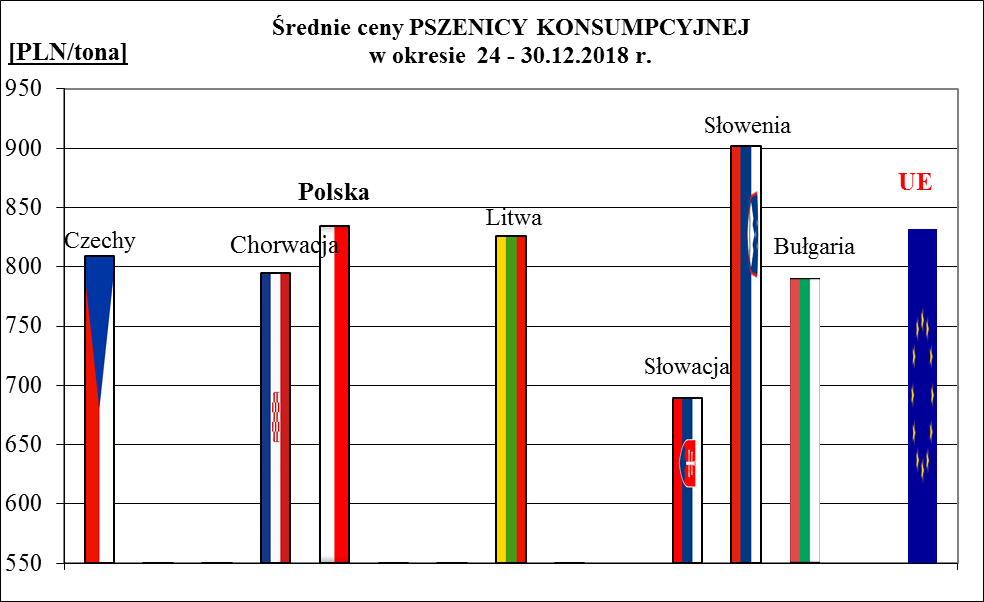 Średnie ceny PSZENICY KONSUMPCYJNEJ
w okresie 24 - 30.12.2018 r.
[PLN/tona]
950
900
850
800
750
700
650
600
550
Czechy
Chorwacja
Polska
Litwa
Słowacja
Słowenia
Bułgaria
UE